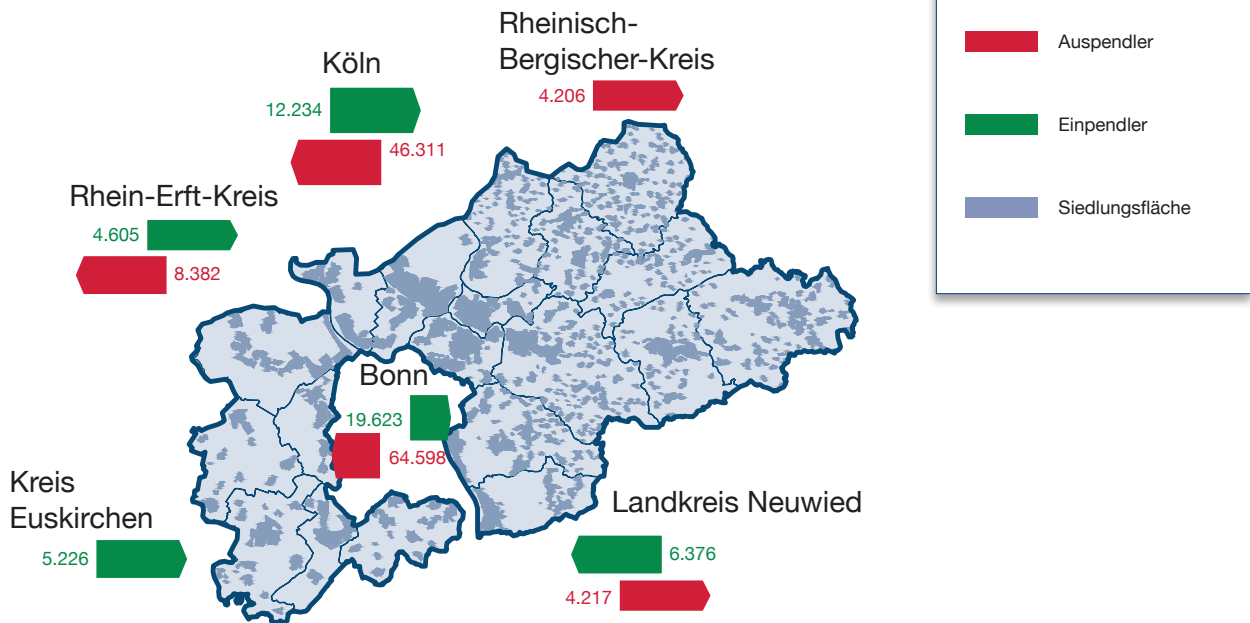 Rheinisch-
Bergischer-Kreis
4.206
Köln
12.234
46.311
Rhein-Erft-Kreis
4.605
8.382
Bonn
19.623
64.598
Kreis
Euskirchen
5.226
Landkreis Neuwied
6.376
4.217
Auspendler
Einpendler
Siedlungsfläche